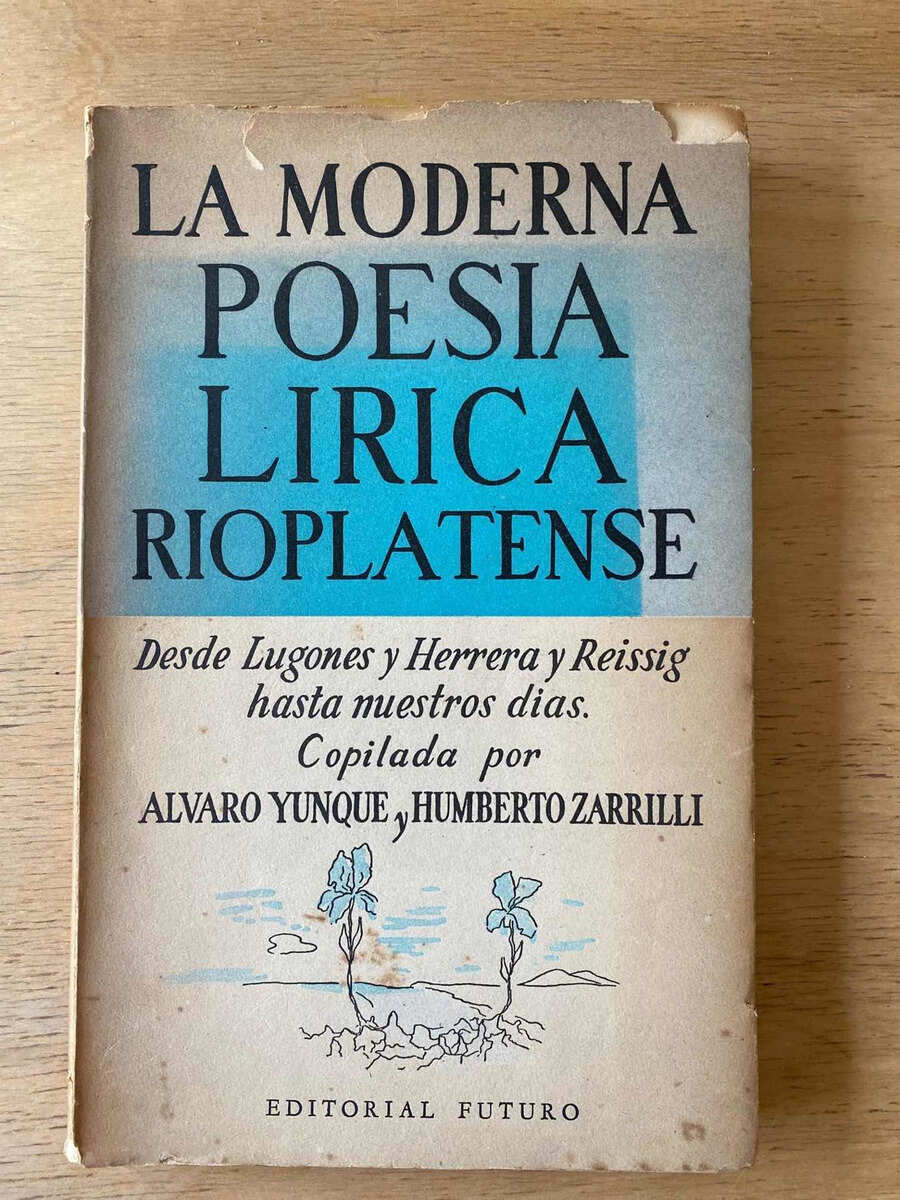 LA MODERNA
POESIA
LIRICA
RIOPLATENSE
Desde Lugones y Herrera y Reissig
hasta nuestros dias.
Copilada por
ALVARO YUNQUE y HUMBERTO ZARRILLI
EDITORIAL FUTURO